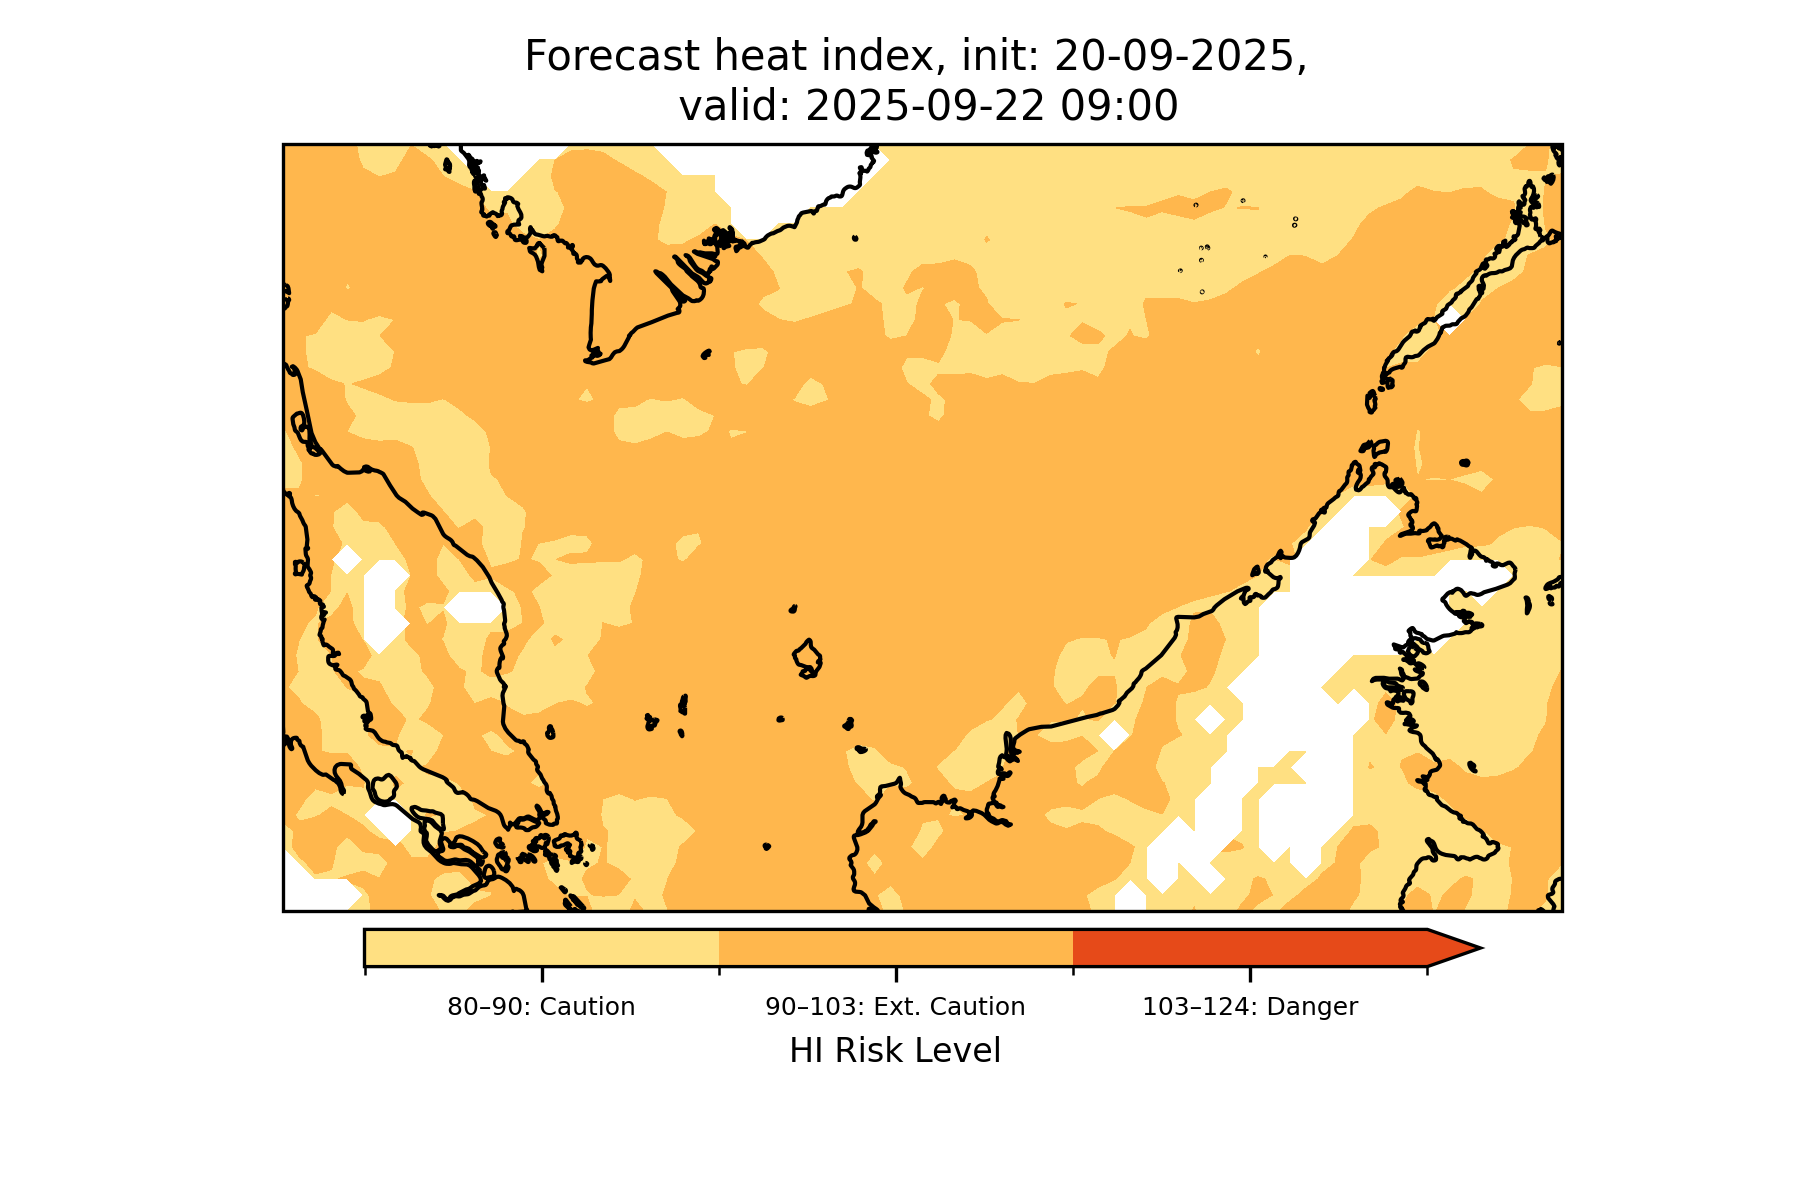 Forecast heat index, init: 20-09-2025,
valid: 2025-09-22 09:00
80–90: Caution
90–103: Ext. Caution
103–124: Danger
HI Risk Level